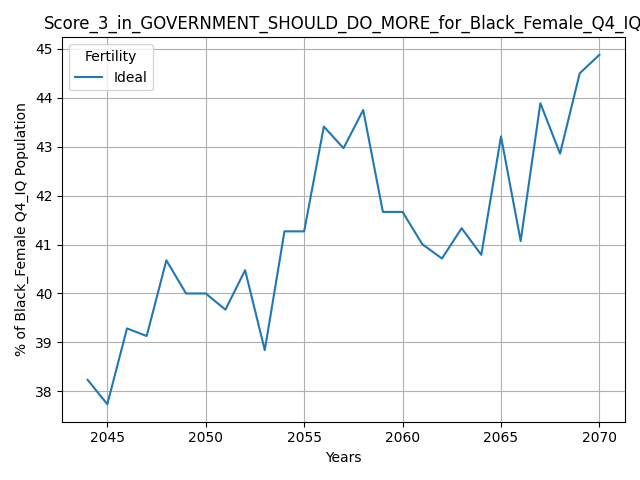 Score_3_in_GOVERNMENT_SHOULD_DO_MORE_for_Black_Female_Q4_IQ
Fertility
Ideal
% of Black_Female Q4_IQ Population
45
44
43
42
41
40
39
38
2045
2050
2055
2060
2065
2070
Years